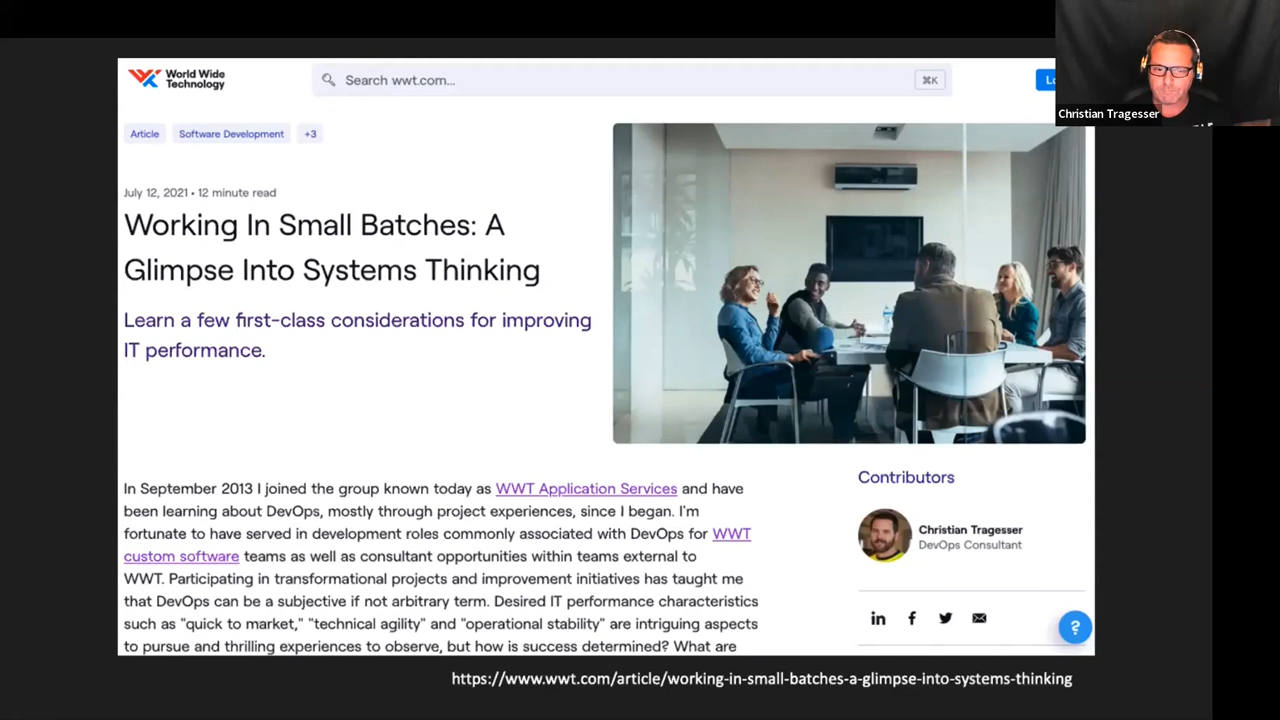 World Wide
Technology
Search wwt.com...
⌘K
Christian Tragesser
Article
Software Development
+3
July 12, 2021 • 12 minute read
Working In Small Batches: A
Glimpse Into Systems Thinking
Learn a few first-class considerations for improving
IT performance.
In September 2013 I joined the group known today as WWT Application Services and have
been learning about DevOps, mostly through project experiences, since I began. I'm
fortunate to have served in development roles commonly associated with DevOps for WWT
custom software teams as well as consultant opportunities within teams external to
WWT. Participating in transformational projects and improvement initiatives has taught me
that DevOps can be a subjective if not arbitrary term. Desired IT performance characteristics
such as "quick to market," "technical agility" and "operational stability" are intriguing aspects
to pursue and thrilling experiences to observe, but how is success determined? What are
Contributors
Christian Tragesser
DevOps Consultant
?
https://www.wwt.com/article/working-in-small-batches-a-glimpse-into-systems-thinking